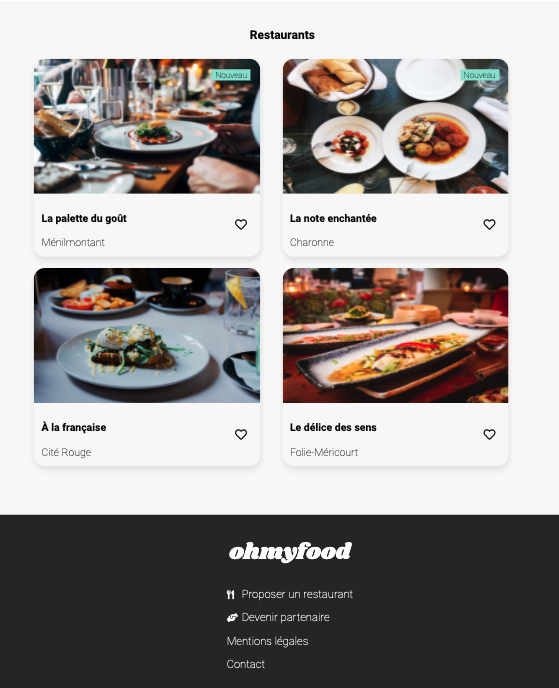 Restaurants
Nouveau
Nouveau
La palette du goût
Ménilmontant
La note enchantée
Charonne
À la française
Cité Rouge
Le délice des sens
Folie-Méricourt
ohmyfood
Proposer un restaurant
Devenir partenaire
Mentions légales
Contact